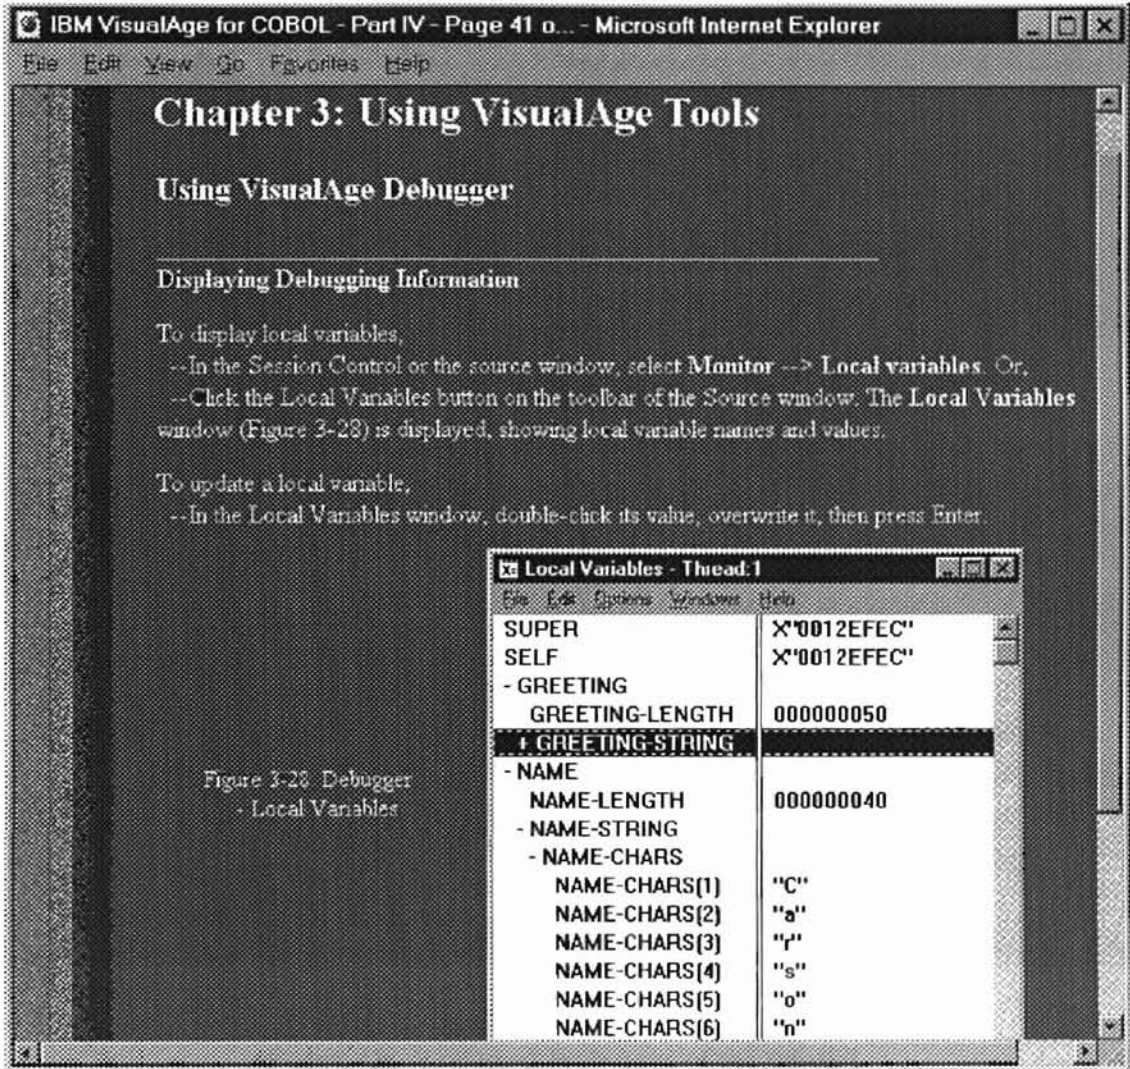 IBM VisualAge for COBOL - Part IV - Page 41 o... - Microsoft Internet Explorer
File Edit View Go Favorites Help
Chapter 3: Using VisualAge Tools
Using VisualAge Debugger
Displaying Debugging Information
To display local variables,
--In the Session Control or the source window, select Monitor --> Local variables. Or,
--Click the Local Variables button on the toolbar of the Source window. The Local Variables
window (Figure 3-28) is displayed, showing local variable names and values.
To update a local variable,
--In the Local Variables window, double-click its value, overwrite it, then press Enter.
Local Variables - Thread:1
File Edit Options Windows Help
SUPER X"0012EFEC"
SELF X"0012EFEC"
- GREETING
GREETING-LENGTH 000000050
+ GREETING-STRING
- NAME
Figure 3-28 Debugger
- Local Variables
NAME-LENGTH 000000040
- NAME-STRING
- NAME-CHARS
NAME-CHARS(1) "C"
NAME-CHARS(2) "a"
NAME-CHARS(3) "r"
NAME-CHARS(4) "s"
NAME-CHARS(5) "o"
NAME-CHARS(6) "n"